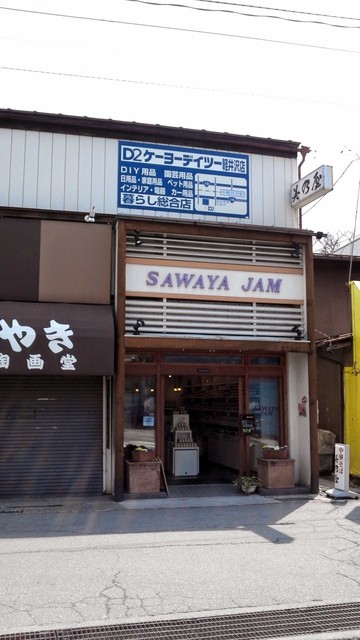 D2ケーヨーデイツー軽井沢店
DIY用品 園芸用品
日用品・家庭用品 ペット用品
インテリア・電器 カー用品
暮らし総合店
D2
SAWAYA JAM
やき
陶画堂